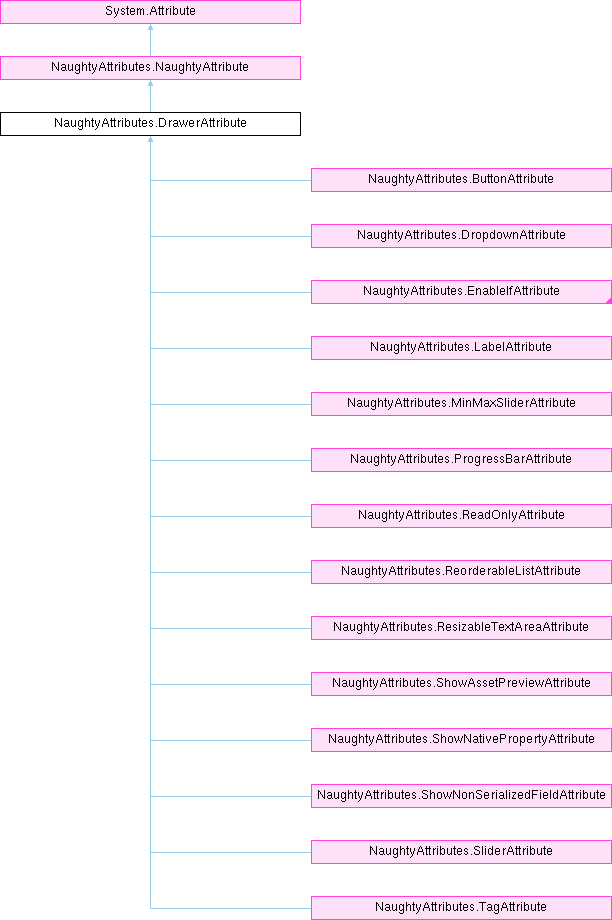 System.Attribute
NaughtyAttributes.NaughtyAttribute
NaughtyAttributes.DrawerAttribute
NaughtyAttributes.ButtonAttribute
NaughtyAttributes.DropdownAttribute
NaughtyAttributes.EnableIfAttribute
NaughtyAttributes.LabelAttribute
NaughtyAttributes.MinMaxSliderAttribute
NaughtyAttributes.ProgressBarAttribute
NaughtyAttributes.ReadOnlyAttribute
NaughtyAttributes.ReorderableListAttribute
NaughtyAttributes.ResizableTextAreaAttribute
NaughtyAttributes.ShowAssetPreviewAttribute
NaughtyAttributes.ShowNativePropertyAttribute
NaughtyAttributes.ShowNonSerializedFieldAttribute
NaughtyAttributes.SliderAttribute
NaughtyAttributes.TagAttribute